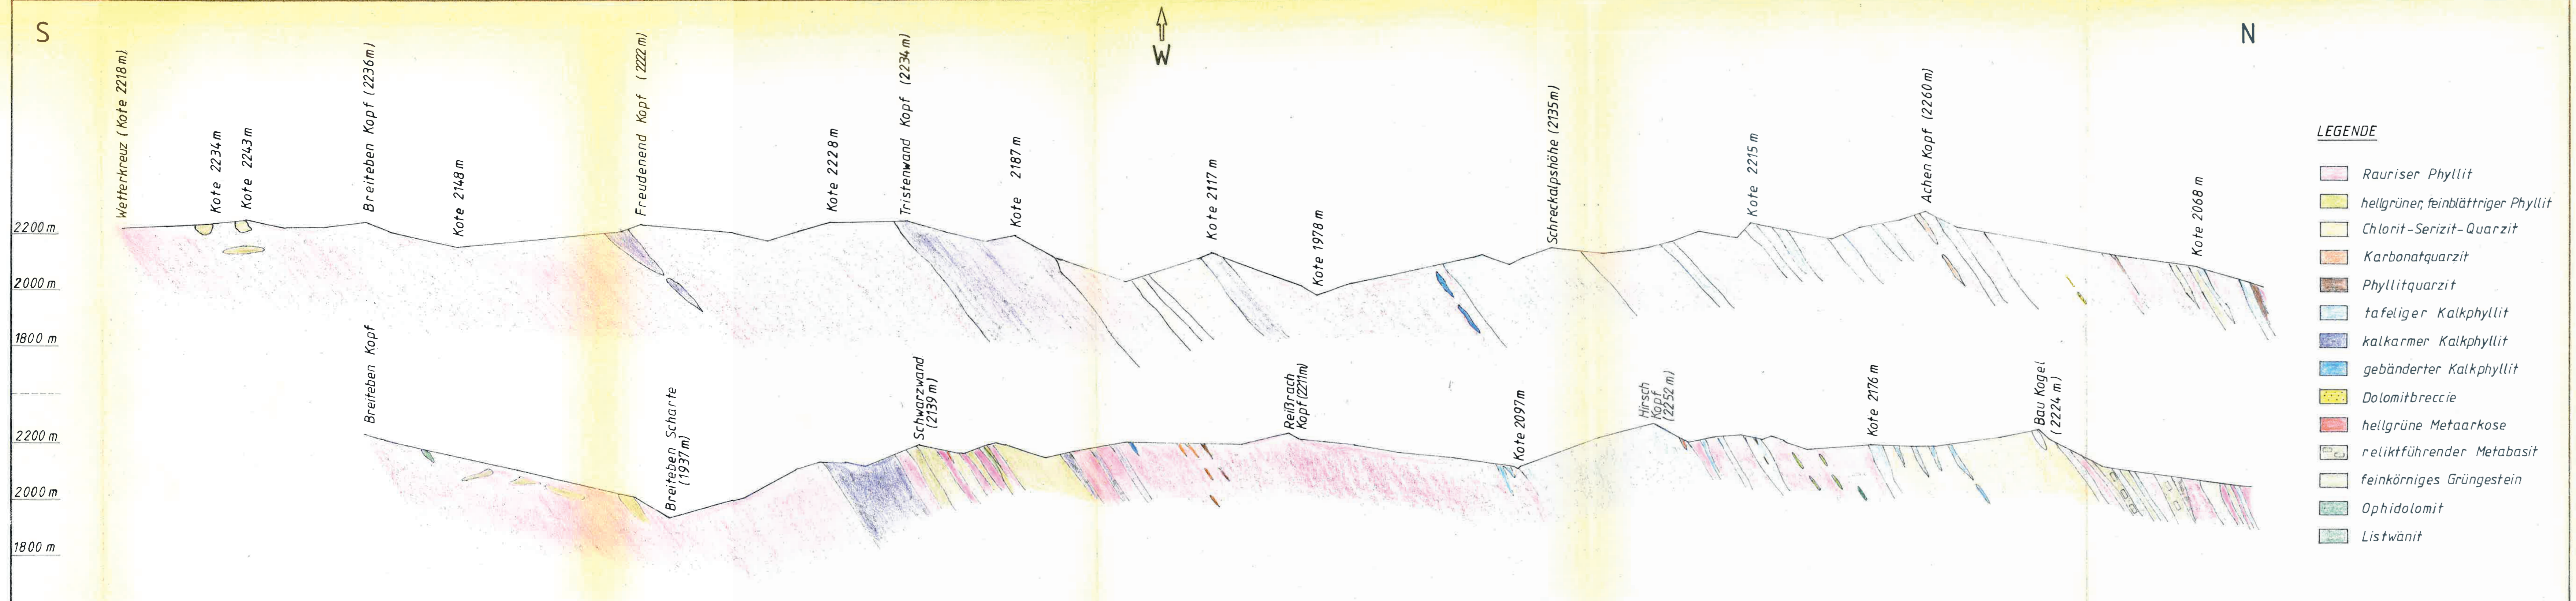 S
W
N
Wetterkreuz (Kote 2218 m)
Kote 2234 m
Kote 2243 m
Breiteben Kopf (2236m)
Kote 2148 m
Freudenend Kopf (2222 m)
Kote 2228 m
Tristenwand Kopf (2234 m)
Kote 2187 m
Kote 2117 m
Kote 1978 m
Schreckalpshöhe (2135m)
Kote 2215 m
Achen Kopf (2260 m)
Kote 2068 m
2200 m
2000 m
1800 m
Breiteben Kopf
Breiteben Scharte
(1937 m)
Schwarzwand
(2139 m)
Reißrach
Kopf (2211m)
Kote 2097m
Hirsch
Kopf
(2252 m)
Kote 2176 m
Bau Kogel
(2224 m)
2200 m
2000 m
1800 m
LEGENDE
Rauriser Phyllit
hellgrüner, feinblättriger Phyllit
Chlorit-Serizit-Quarzit
Karbonatquarzit
Phyllitquarzit
tafeliger Kalkphyllit
kalkarmer Kalkphyllit
gebänderter Kalkphyllit
Dolomitbreccie
hellgrüne Metaarkose
reliktführender Metabasit
feinkörniges Grüngestein
Ophidolomit
Listwänit